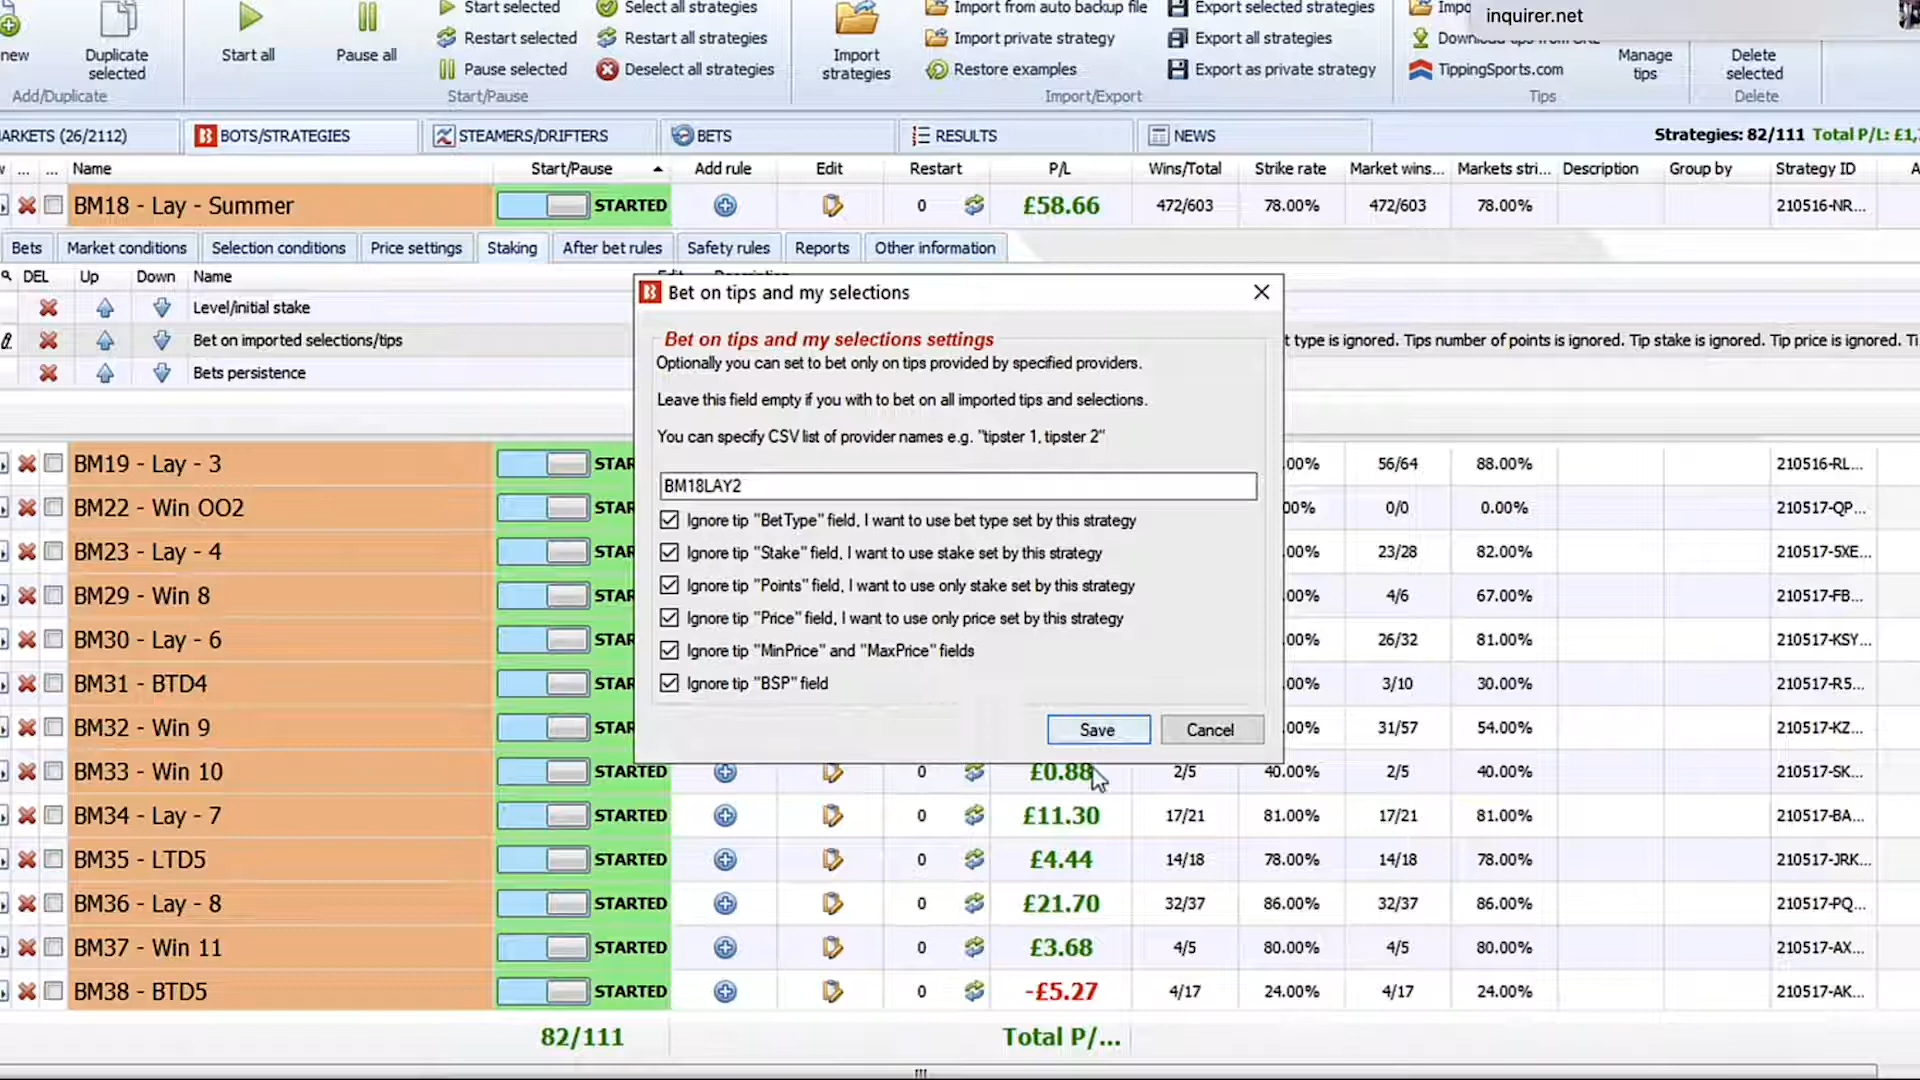 inquirer.net
Start selected
Select all strategies
Import from auto backup file
Export selected strategies
new
Duplicate selected
Start all
Pause all
Restart selected
Restart all strategies
Import strategies
Import private strategy
Export all strategies
Manage tips
Delete selected
Pause selected
Deselect all strategies
Restore examples
Export as private strategy
TippingSports.com
Add/Duplicate
Start/Pause
Import/Export
Tips
Delete
ARKETS (26/2112)
BOTS/STRATEGIES
STEAMERS/DRIFTERS
BETS
RESULTS
NEWS
Strategies: 82/111 Total P/L: £1,
... ... Name Start/Pause Add rule Edit Restart P/L Wins/Total Strike rate Market wins... Markets stri... Description Group by Strategy ID
BM18 - Lay - Summer STARTED 0 £58.66 472/603 78.00% 472/603 78.00% 210516-NR...
Bets Market conditions Selection conditions Price settings Staking After bet rules Safety rules Reports Other information
DEL Up Down Name
Level/initial stake
Bet on imported selections/tips
t type is ignored. Tips number of points is ignored. Tip stake is ignored. Tip price is ignored. Ti
Bets persistence
Bet on tips and my selections
Bet on tips and my selections settings
Optionally you can set to bet only on tips provided by specified providers.
Leave this field empty if you with to bet on all imported tips and selections.
You can specify CSV list of provider names e.g. "tipster 1, tipster 2"
BM18LAY2
Ignore tip "BetType" field, I want to use bet type set by this strategy
Ignore tip "Stake" field, I want to use stake set by this strategy
Ignore tip "Points" field, I want to use only stake set by this strategy
Ignore tip "Price" field, I want to use only price set by this strategy
Ignore tip "MinPrice" and "MaxPrice" fields
Ignore tip "BSP" field
Save Cancel
BM19 - Lay - 3 STAR .00% 56/64 88.00% 210516-RL...
BM22 - Win OO2 STAR 00% 0/0 0.00% 210517-QP...
BM23 - Lay - 4 STAR .00% 23/28 82.00% 210517-5XE...
BM29 - Win 8 STAR .00% 4/6 67.00% 210517-FB...
BM30 - Lay - 6 STAR .00% 26/32 81.00% 210517-KSY...
BM31 - BTD4 STAR .00% 3/10 30.00% 210517-R5...
BM32 - Win 9 STAR .00% 31/57 54.00% 210517-KZ...
BM33 - Win 10 STARTED 0 £0.88 2/5 40.00% 2/5 40.00% 210517-SK...
BM34 - Lay - 7 STARTED 0 £11.30 17/21 81.00% 17/21 81.00% 210517-BA...
BM35 - LTD5 STARTED 0 £4.44 14/18 78.00% 14/18 78.00% 210517-JRK...
BM36 - Lay - 8 STARTED 0 £21.70 32/37 86.00% 32/37 86.00% 210517-PQ...
BM37 - Win 11 STARTED 0 £3.68 4/5 80.00% 4/5 80.00% 210517-AX...
BM38 - BTD5 STARTED 0 -£5.27 4/17 24.00% 4/17 24.00% 210517-AK...
82/111 Total P/...